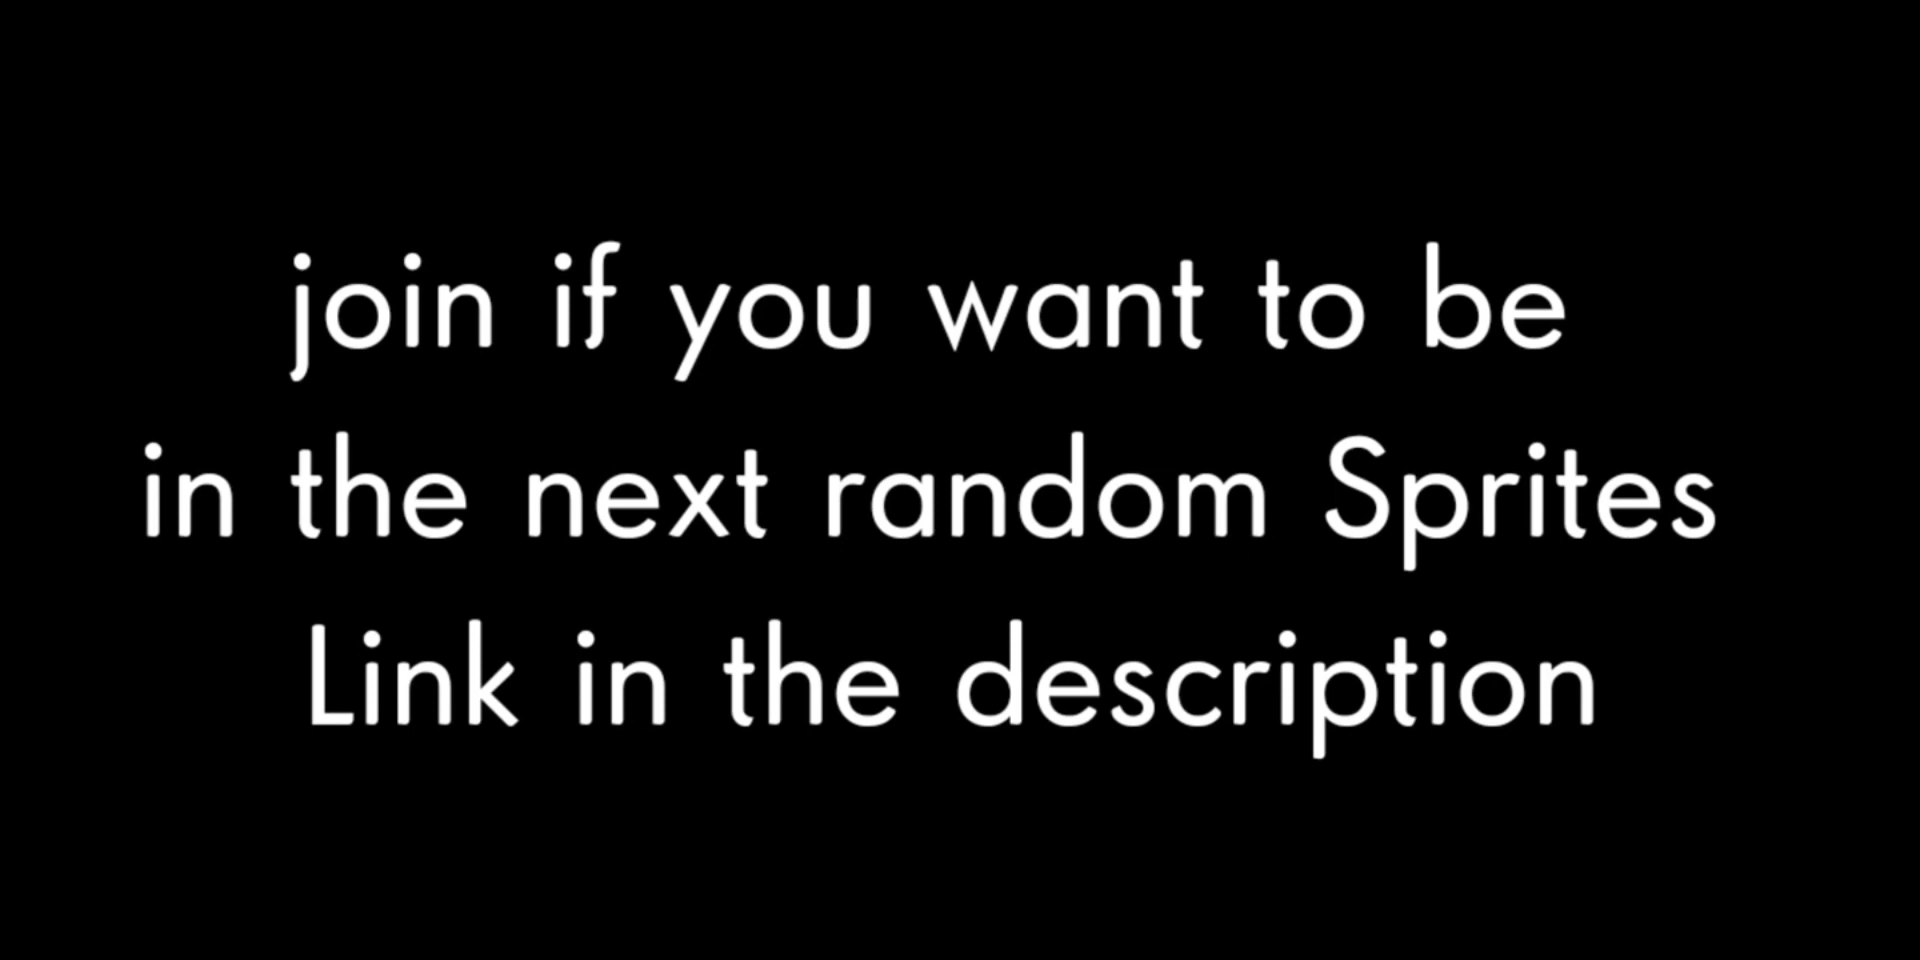 join if you want to be
in the next random Sprites
Link in the description